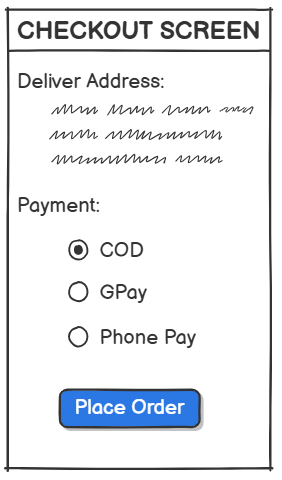 CHECKOUT SCREEN
Deliver Address:
Payment:
COD
GPay
Phone Pay
Place Order